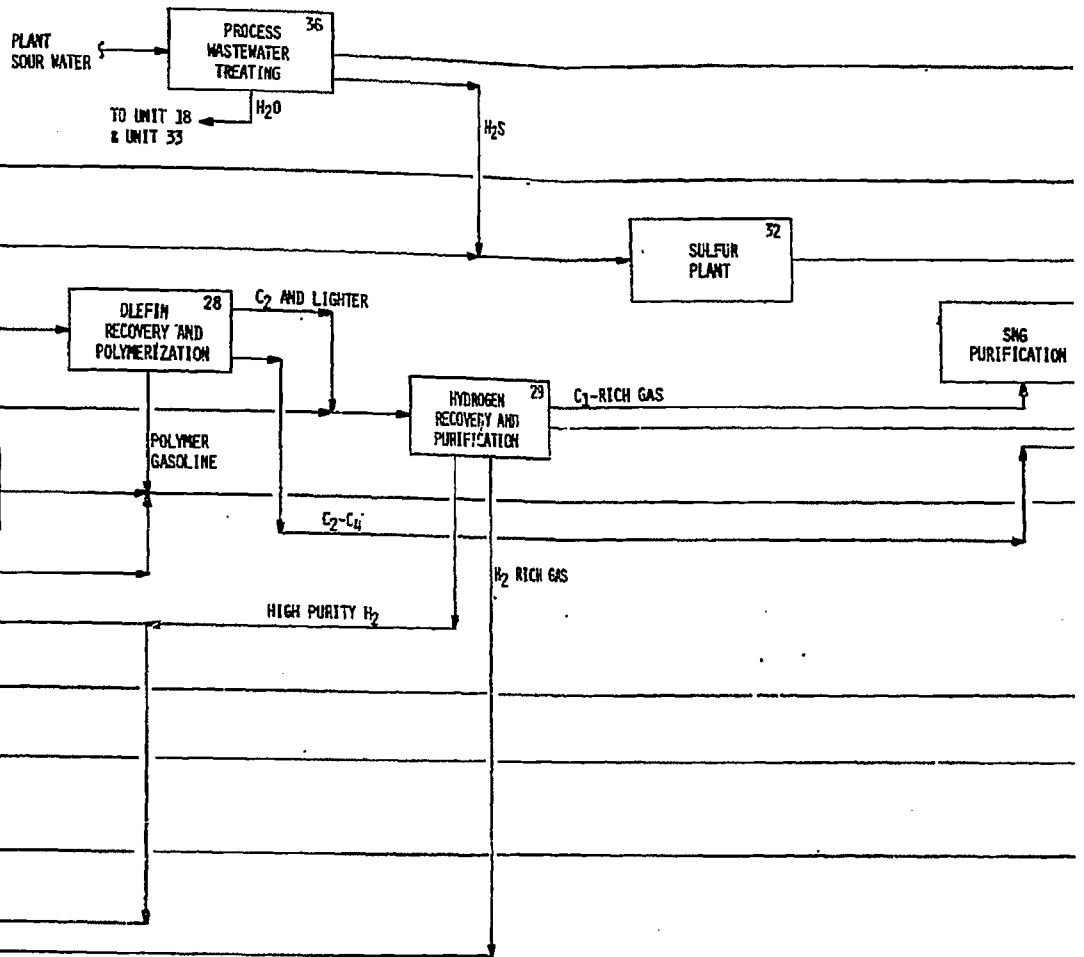 36
PROCESS
WASTEWATER
TREATING
PLANT
SOUR WATER
H2O
TO UNIT 18
& UNIT 33
H2S
32
SULFUR
PLANT
28
OLEFIN
RECOVERY AND
POLYMERIZATION
C2 AND LIGHTER
SNG
PURIFICATION
29
HYDROGEN
RECOVERY AND
PURIFICATION
C1-RICH GAS
POLYMER
GASOLINE
C2-C4
H2 RICH GAS
HIGH PURITY H2